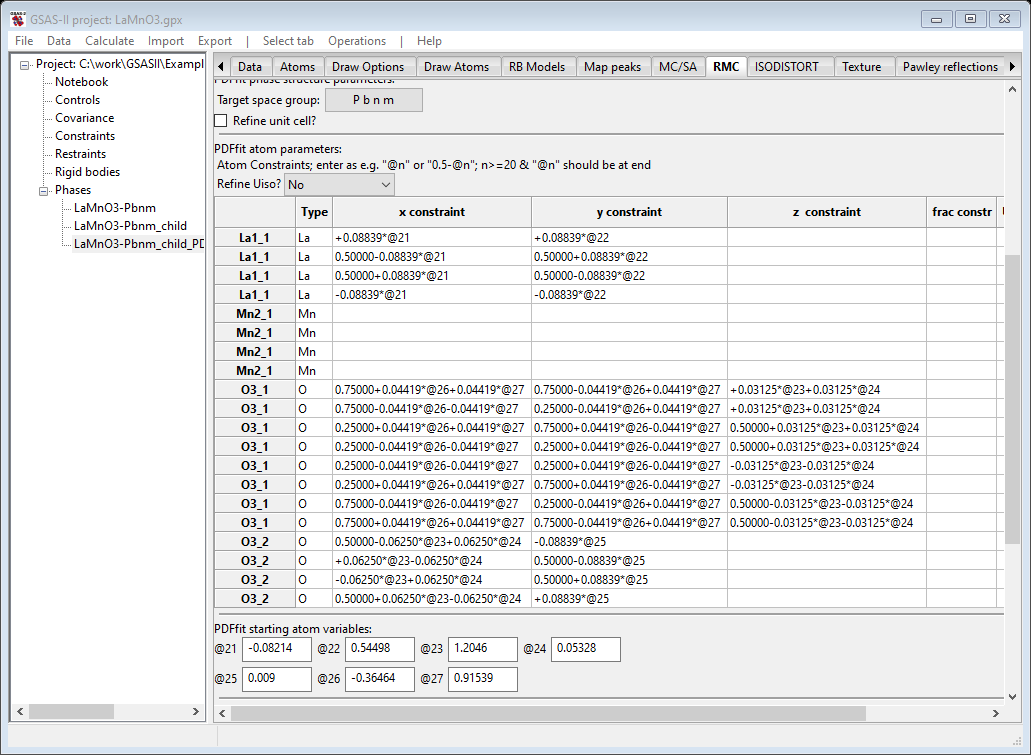 GSAS-II project: LaMnO3.gpx
File Data Calculate Import Export | Select tab Operations | Help
Project: C:\work\GSASII\Exampl
Notebook
Controls
Covariance
Constraints
Restraints
Rigid bodies
Phases
LaMnO3-Pbnm
LaMnO3-Pbnm_child
LaMnO3-Pbnm_child_PD
Data Atoms Draw Options Draw Atoms RB Models Map peaks MC/SA RMC ISODISTORT Texture Pawley reflections
PDFfit phase structure parameters:
Target space group: P b n m
Refine unit cell?
PDFfit atom parameters:
Atom Constraints; enter as e.g. "@n" or "0.5-@n"; n>=20 & "@n" should be at end
Refine Uiso? No
Type x constraint y constraint z constraint frac constr
La1_1 La +0.08839*@21 +0.08839*@22
La1_1 La 0.50000-0.08839*@21 0.50000+0.08839*@22
La1_1 La 0.50000+0.08839*@21 0.50000-0.08839*@22
La1_1 La -0.08839*@21 -0.08839*@22
Mn2_1 Mn
Mn2_1 Mn
Mn2_1 Mn
Mn2_1 Mn
O3_1 O 0.75000+0.04419*@26+0.04419*@27 0.75000-0.04419*@26+0.04419*@27 +0.03125*@23+0.03125*@24
O3_1 O 0.75000-0.04419*@26-0.04419*@27 0.25000-0.04419*@26+0.04419*@27 +0.03125*@23+0.03125*@24
O3_1 O 0.25000+0.04419*@26+0.04419*@27 0.75000+0.04419*@26-0.04419*@27 0.50000+0.03125*@23+0.03125*@24
O3_1 O 0.25000-0.04419*@26-0.04419*@27 0.25000+0.04419*@26-0.04419*@27 0.50000+0.03125*@23+0.03125*@24
O3_1 O 0.25000-0.04419*@26-0.04419*@27 0.25000+0.04419*@26-0.04419*@27 -0.03125*@23-0.03125*@24
O3_1 O 0.25000+0.04419*@26+0.04419*@27 0.75000+0.04419*@26-0.04419*@27 -0.03125*@23-0.03125*@24
O3_1 O 0.75000-0.04419*@26-0.04419*@27 0.25000-0.04419*@26+0.04419*@27 0.50000-0.03125*@23-0.03125*@24
O3_1 O 0.75000+0.04419*@26+0.04419*@27 0.75000-0.04419*@26+0.04419*@27 0.50000-0.03125*@23-0.03125*@24
O3_2 O 0.50000-0.06250*@23+0.06250*@24 -0.08839*@25
O3_2 O +0.06250*@23-0.06250*@24 0.50000-0.08839*@25
O3_2 O -0.06250*@23+0.06250*@24 0.50000+0.08839*@25
O3_2 O 0.50000+0.06250*@23-0.06250*@24 +0.08839*@25
PDFfit starting atom variables:
@21 -0.08214 @22 0.54498 @23 1.2046 @24 0.05328
@25 0.009 @26 -0.36464 @27 0.91539